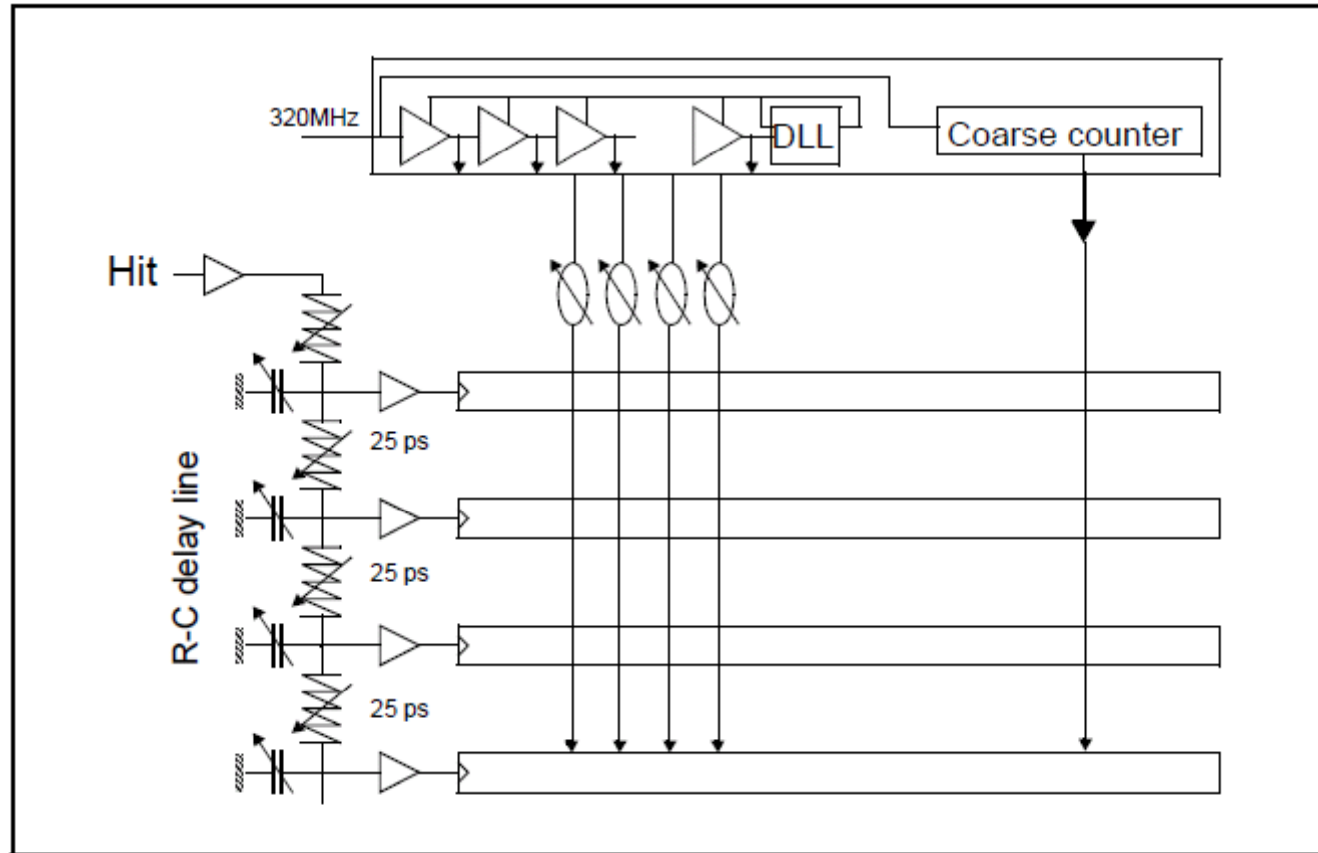 320MHz
DLL
Coarse counter
Hit
R-C delay line
25 ps
25 ps
25 ps